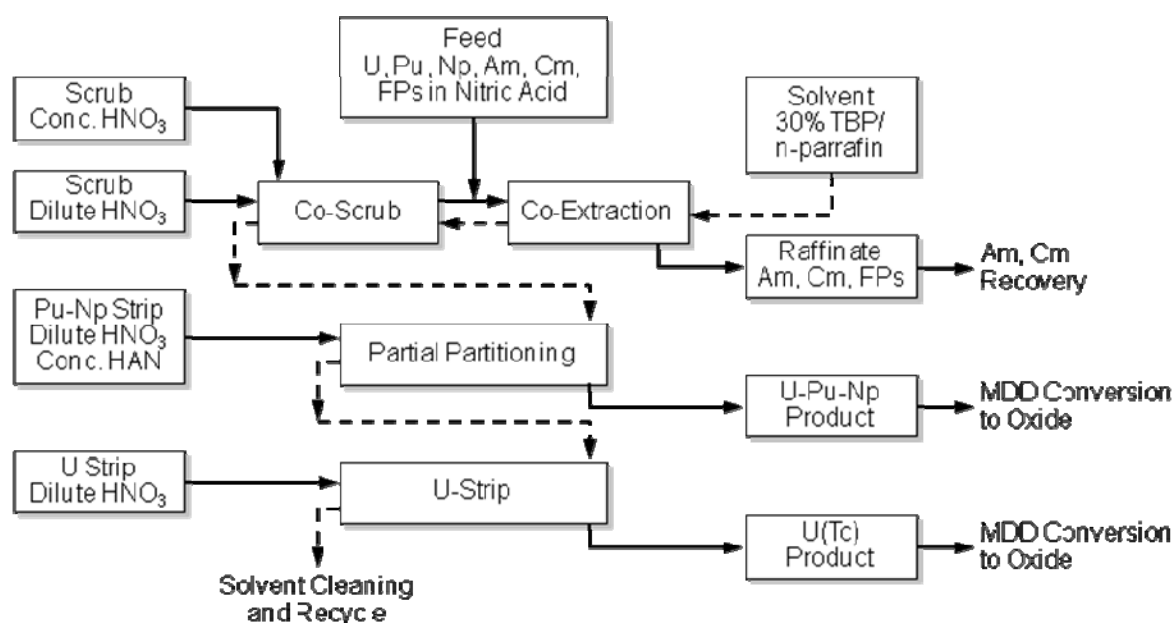 Feed
U, Pu, Np, Am, Cm,
FPs in Nitric Acid
Scrub
Conc. HNO₃
Solvent
30% TBP/
n-parrafin
Scrub
Dilute HNO₃
Co-Scrub
Co-Extraction
Raffinate
Am, Cm, FPs
Am, Cm
Recovery
Pu-Np Strip
Dilute HNO₃
Conc. HAN
Partial Partitioning
U-Pu-Np
Product
MDD Conversion
to Oxide
U Strip
Dilute HNO₃
U-Strip
U(Tc)
Product
MDD Conversion
to Oxide
Solvent Cleaning
and Recycle